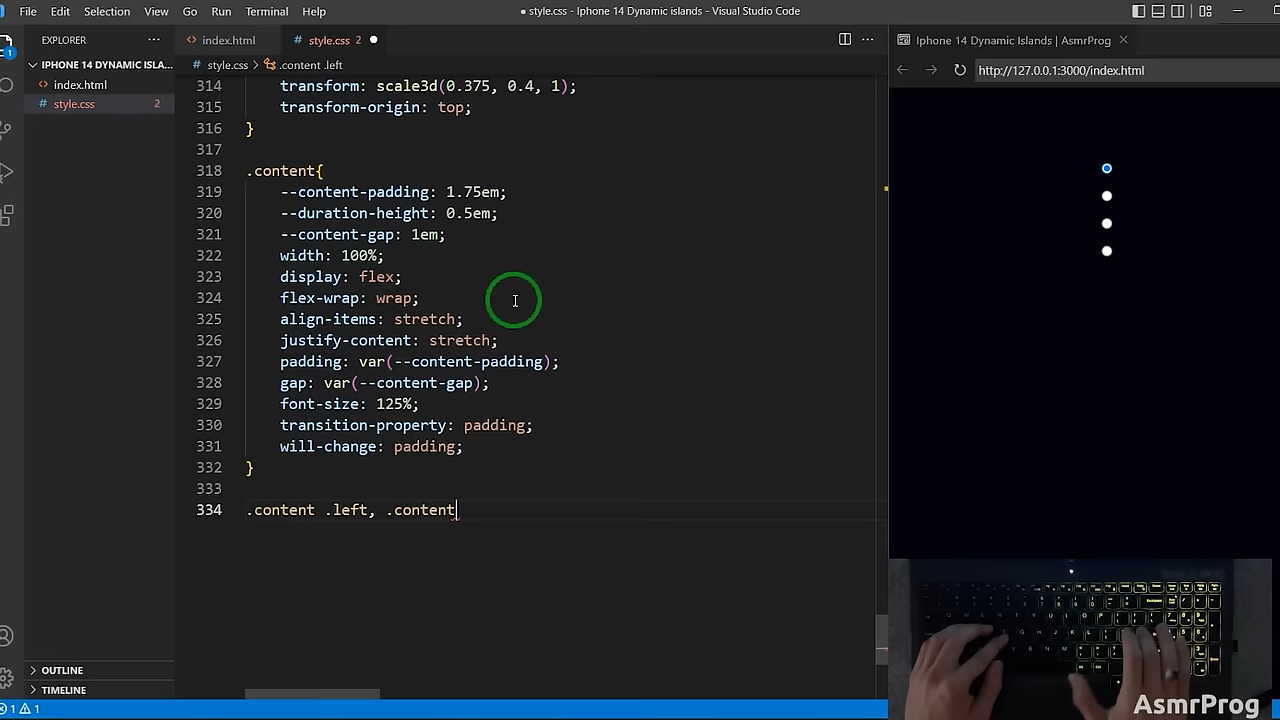 File Edit Selection View Go Run Terminal Help
● style.css - Iphone 14 Dynamic islands - Visual Studio Code
EXPLORER ...
index.html
style.css 2 ●
Iphone 14 Dynamic Islands | AsmrProg
IPHONE 14 DYNAMIC ISLA...
index.html
style.css 2
style.css > .content .left
http://127.0.0.1:3000/index.html
1
314 transform: scale3d(0.375, 0.4, 1);
315 transform-origin: top;
316 }
317
318 .content{
319 --content-padding: 1.75em;
320 --duration-height: 0.5em;
321 --content-gap: 1em;
322 width: 100%;
323 display: flex;
324 flex-wrap: wrap;
325 align-items: stretch;
326 justify-content: stretch;
327 padding: var(--content-padding);
328 gap: var(--content-gap);
329 font-size: 125%;
330 transition-property: padding;
331 will-change: padding;
332 }
333
334 .content .left, .content
OUTLINE
TIMELINE
1 1
AsmrProg